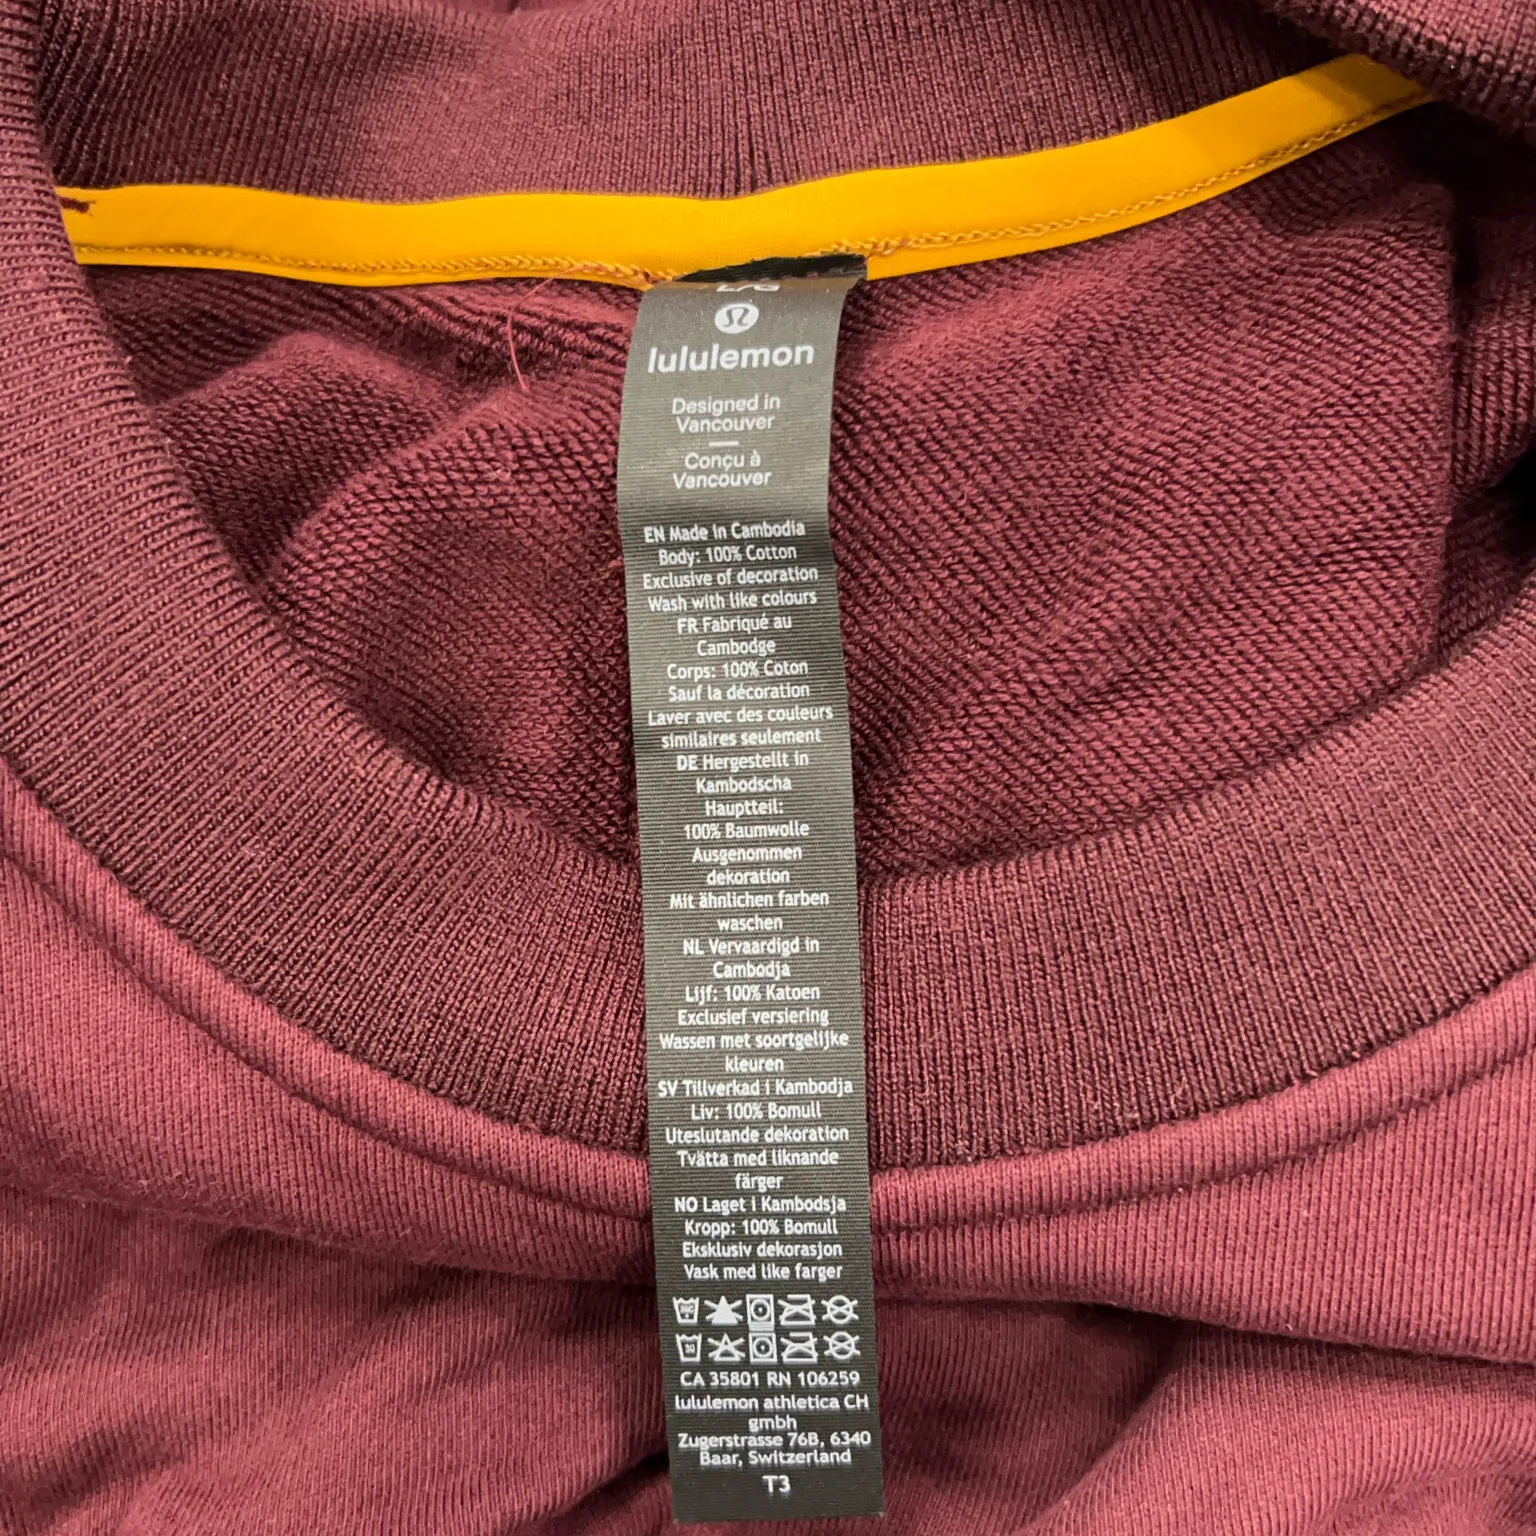 lululemon
Designed in
Vancouver
Conçu à
Vancouver
EN Made in Cambodia
Body: 100% Cotton
Exclusive of decoration
Wash with like colours
FR Fabriqué au
Cambodge
Corps: 100% Coton
Sauf la décoration
Laver avec des couleurs
similaires seulement
DE Hergestellt in
Kambodscha
Hauptteil:
100% Baumwolle
Ausgenommen
dekoration
Mit ähnlichen farben
waschen
NL Vervaardigd in
Cambodja
Lijf: 100% Katoen
Exclusief versiering
Wassen met soortgelijke
kleuren
SV Tillverkad i Kambodja
Liv: 100% Bomull
Uteslutande dekoration
Tvätta med liknande
färger
NO Laget i Kambodsja
Kropp: 100% Bomull
Eksklusiv dekorasjon
Vask med like farger
30
CA 35801 RN 106259
lululemon athletica CH
gmbh
Zugerstrasse 76B, 6340
Baar, Switzerland
T3